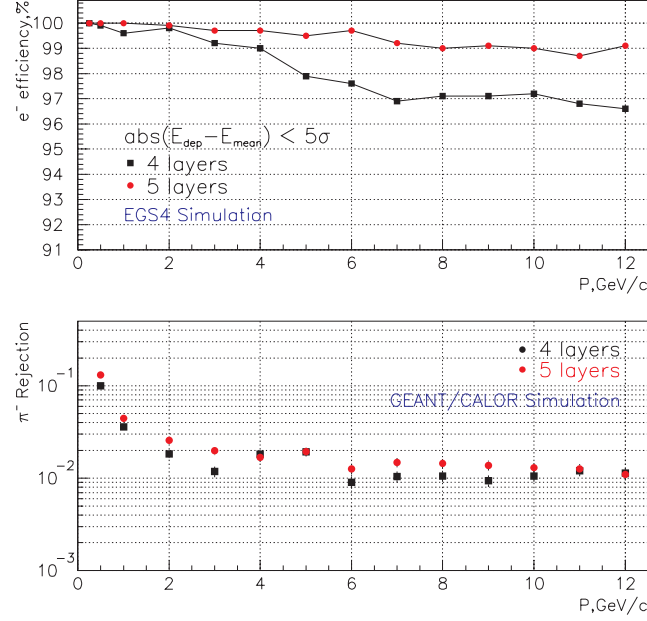 e⁻ efficiency,%
100
99
98
97
96
95
94
93
92
91
abs(E_dep−E_mean) < 5σ
4 layers
5 layers
EGS4 Simulation
0 2 4 6 8 10 12
P,GeV/c
π⁻ Rejection
10⁻¹
10⁻²
10⁻³
4 layers
5 layers
GEANT/CALOR Simulation
0 2 4 6 8 10 12
P,GeV/c